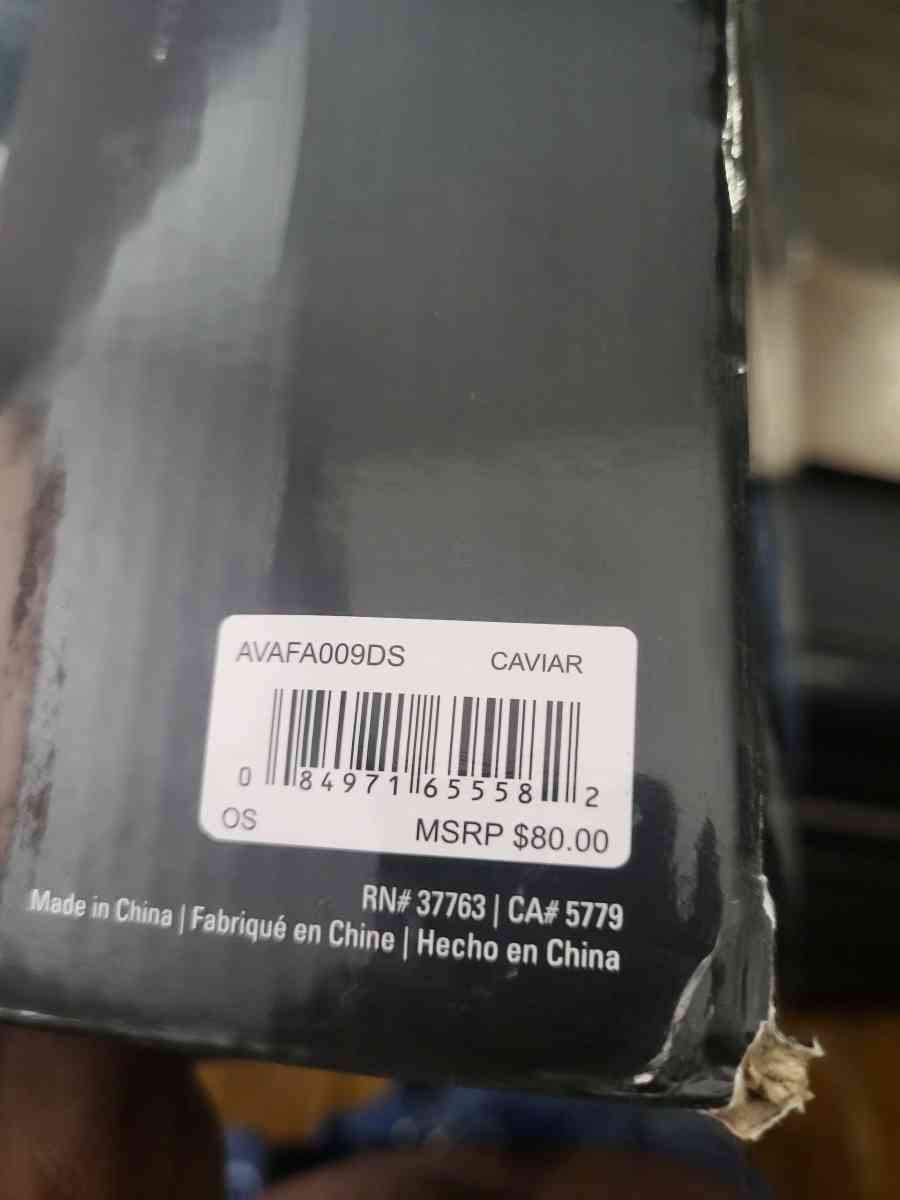 AVAFA009DS CAVIAR
0 84971 65558 2
OS MSRP $80.00
RN# 37763 | CA# 5779
Made in China | Fabriqué en Chine | Hecho en China